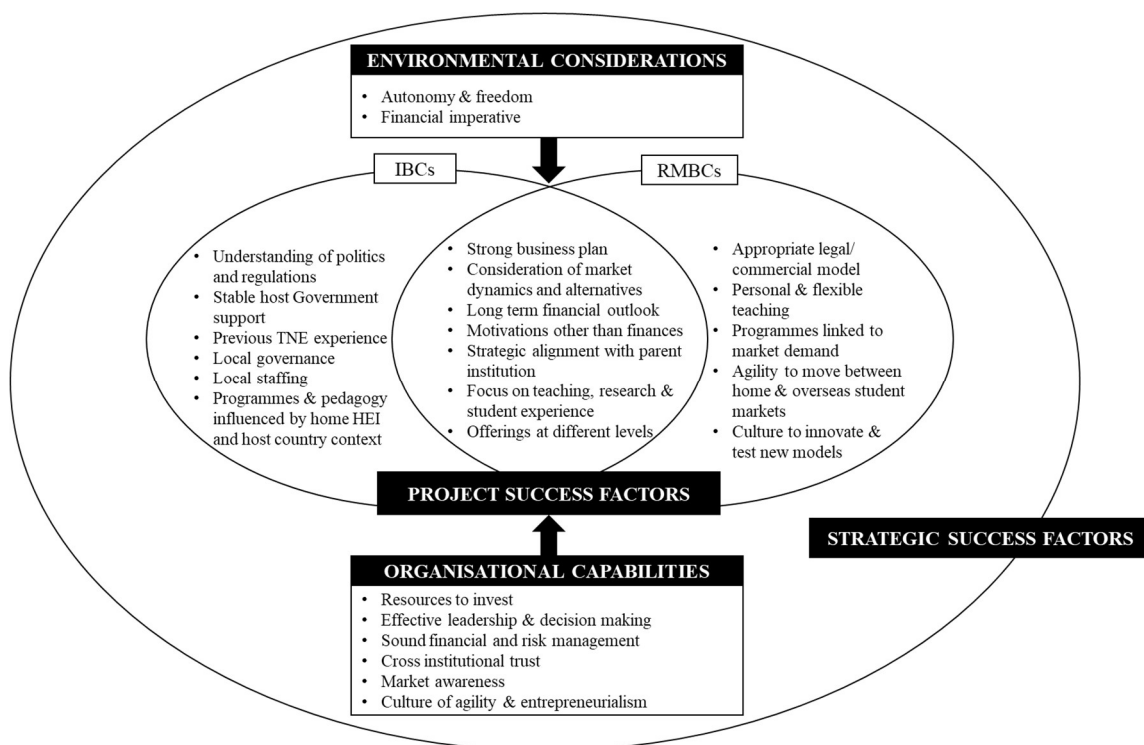 ENVIRONMENTAL CONSIDERATIONS
• Autonomy & freedom
• Financial imperative
IBCs
RMBCs
• Understanding of politics
and regulations
• Stable host Government
support
• Previous TNE experience
• Local governance
• Local staffing
• Programmes & pedagogy
influenced by home HEI
and host country context
• Strong business plan
• Consideration of market
dynamics and alternatives
• Long term financial outlook
• Motivations other than finances
• Strategic alignment with parent
institution
• Focus on teaching, research &
student experience
• Offerings at different levels
• Appropriate legal/
commercial model
• Personal & flexible
teaching
• Programmes linked to
market demand
• Agility to move between
home & overseas student
markets
• Culture to innovate &
test new models
PROJECT SUCCESS FACTORS
STRATEGIC SUCCESS FACTORS
ORGANISATIONAL CAPABILITIES
• Resources to invest
• Effective leadership & decision making
• Sound financial and risk management
• Cross institutional trust
• Market awareness
• Culture of agility & entrepreneurialism